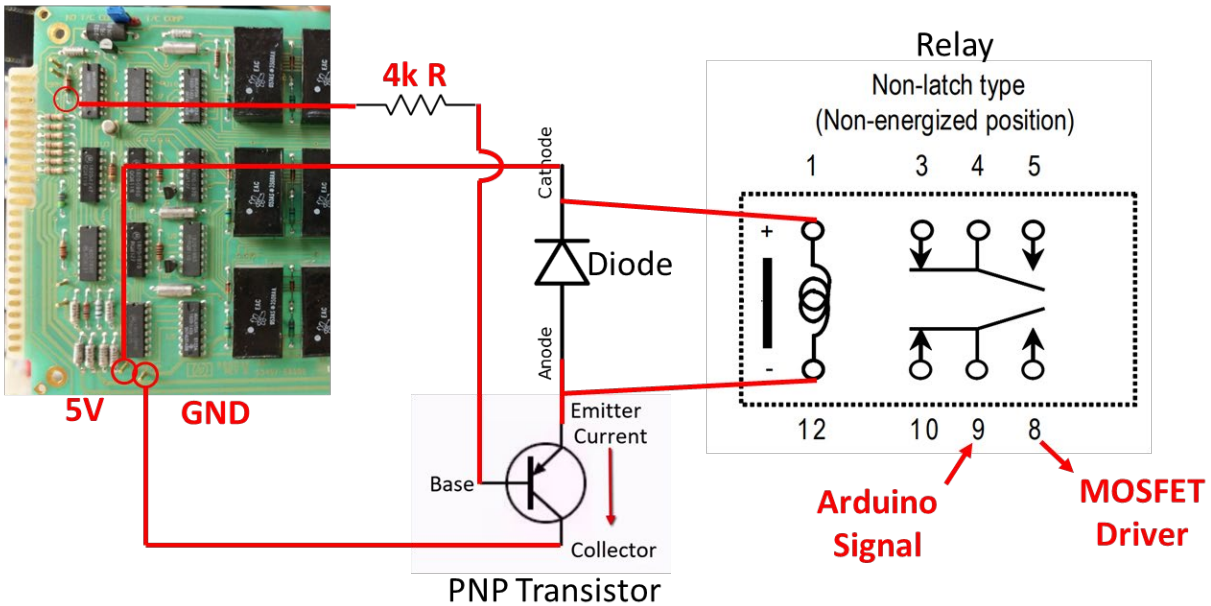 Relay
Non-latch type
(Non-energized position)
4k R
1 3 4 5
Cathode
+
Diode
Anode
-
5V
GND
Emitter
Current
12 10 9 8
Base
Arduino
Signal
MOSFET
Driver
Collector
PNP Transistor